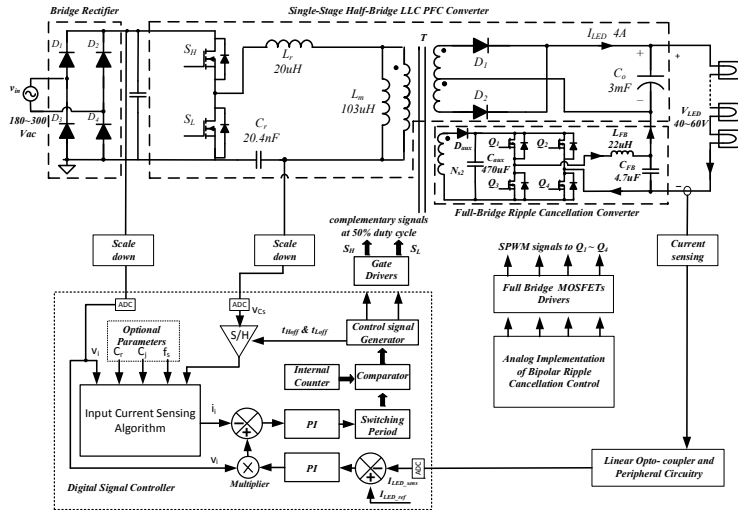 Bridge Rectifier
Single-Stage Half-Bridge LLC PFC Converter
D1
D2
D3
D4
vin
180~300
Vac
SH
SL
Lr
20uH
Lm
103uH
Cr
20.4nF
T
D1
D2
ILED 4A
+
+
Co
3mF
−
VLED
40~60V
−
Daux
Ns2
Caux
470uF
Q1
Q2
Q3
Q4
LFB
22uH
CFB
4.7uF
Full-Bridge Ripple Cancellation Converter
complementary signals
at 50% duty cycle
SH
SL
Scale
down
Scale
down
Gate
Drivers
SPWM signals to Q1 ~ Q4
Full Bridge MOSFETs
Drivers
Analog Implementation
of Bipolar Ripple
Cancellation Control
Current
sensing
ADC
ADC
vCs
S/H
tHoff & tLoff
Control signal
Generator
Optional
Parameters
vi
Cr
Cj
fs
Internal
Counter
Comparator
Input Current Sensing
Algorithm
ii
−
+
PI
Switching
Period
vi
×
Multiplier
PI
−
+
ILED_sens
ILED_ref
ADC
Linear Opto- coupler and
Peripheral Circuitry
Digital Signal Controller